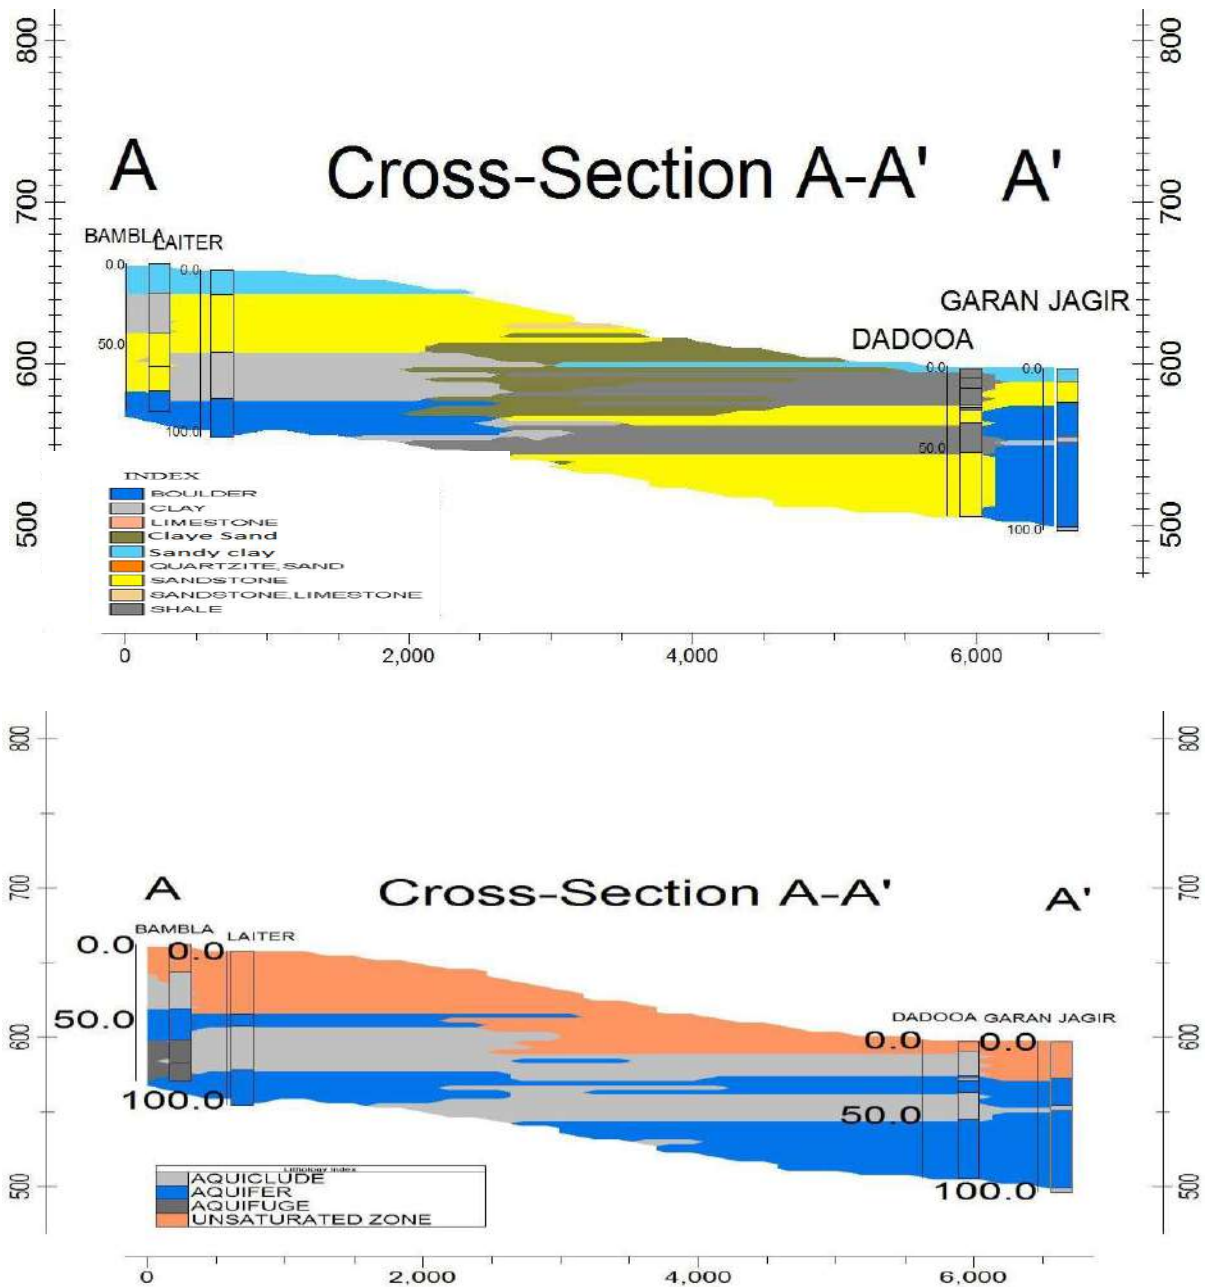 800 800
A Cross-Section A-A' A'
700 700
BAMBLA LAITER
0.0 0.0
GARAN JAGIR
50.0 DADOOA
600 0.0 0.0 600
100.0 50.0
INDEX
BOULDER
CLAY
LIMESTONE
500 100.0 500
Claye Sand
Sandy clay
QUARTZITE,SAND
SANDSTONE
SANDSTONE,LIMESTONE
SHALE
0 2,000 4,000 6,000
800 800
700 A Cross-Section A-A' A' 700
BAMBLA LAITER
0.0 0.0
50.0 DADOOA GARAN JAGIR
600 0.0 0.0 600
100.0 50.0
Lithology Index
AQUICLUDE
500 AQUIFER 100.0 500
AQUIFUGE
UNSATURATED ZONE
0 2,000 4,000 6,000